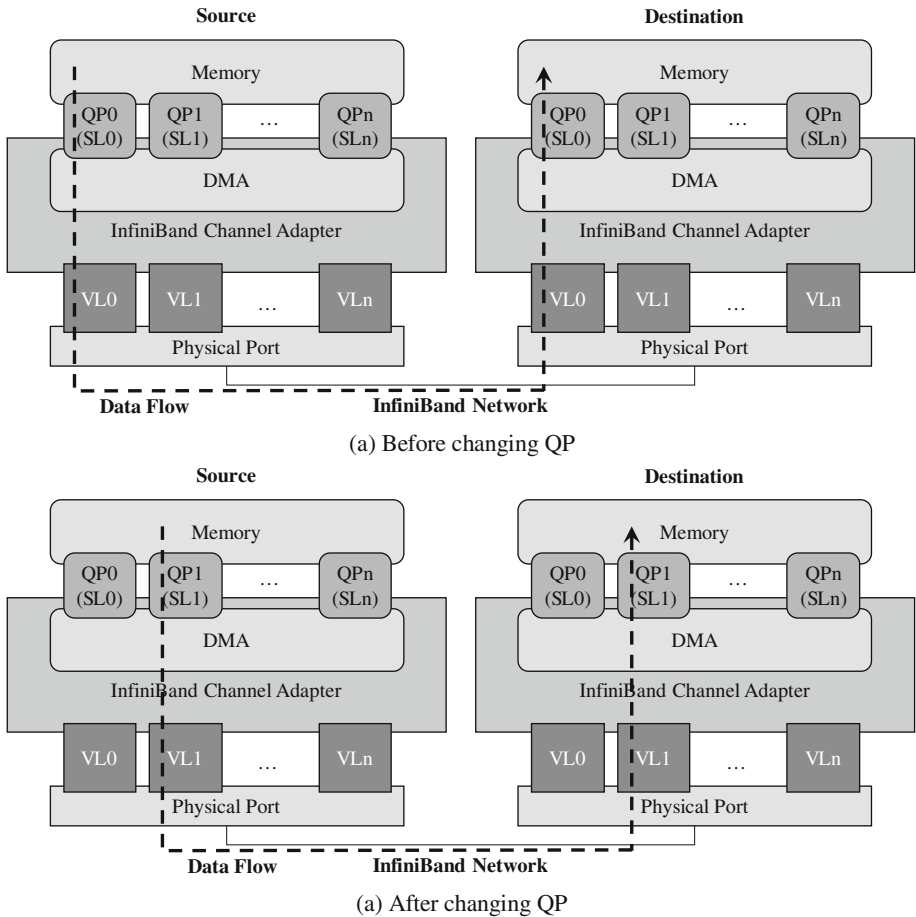 Source Destination
Memory Memory
QP0 (SL0) QP1 (SL1) … QPn (SLn) QP0 (SL0) QP1 (SL1) … QPn (SLn)
DMA DMA
InfiniBand Channel Adapter InfiniBand Channel Adapter
VL0 VL1 … VLn VL0 VL1 … VLn
Physical Port Physical Port
Data Flow InfiniBand Network
(a) Before changing QP
Source Destination
Memory Memory
QP0 (SL0) QP1 (SL1) … QPn (SLn) QP0 (SL0) QP1 (SL1) … QPn (SLn)
DMA DMA
InfiniBand Channel Adapter InfiniBand Channel Adapter
VL0 VL1 … VLn VL0 VL1 … VLn
Physical Port Physical Port
Data Flow InfiniBand Network
(a) After changing QP